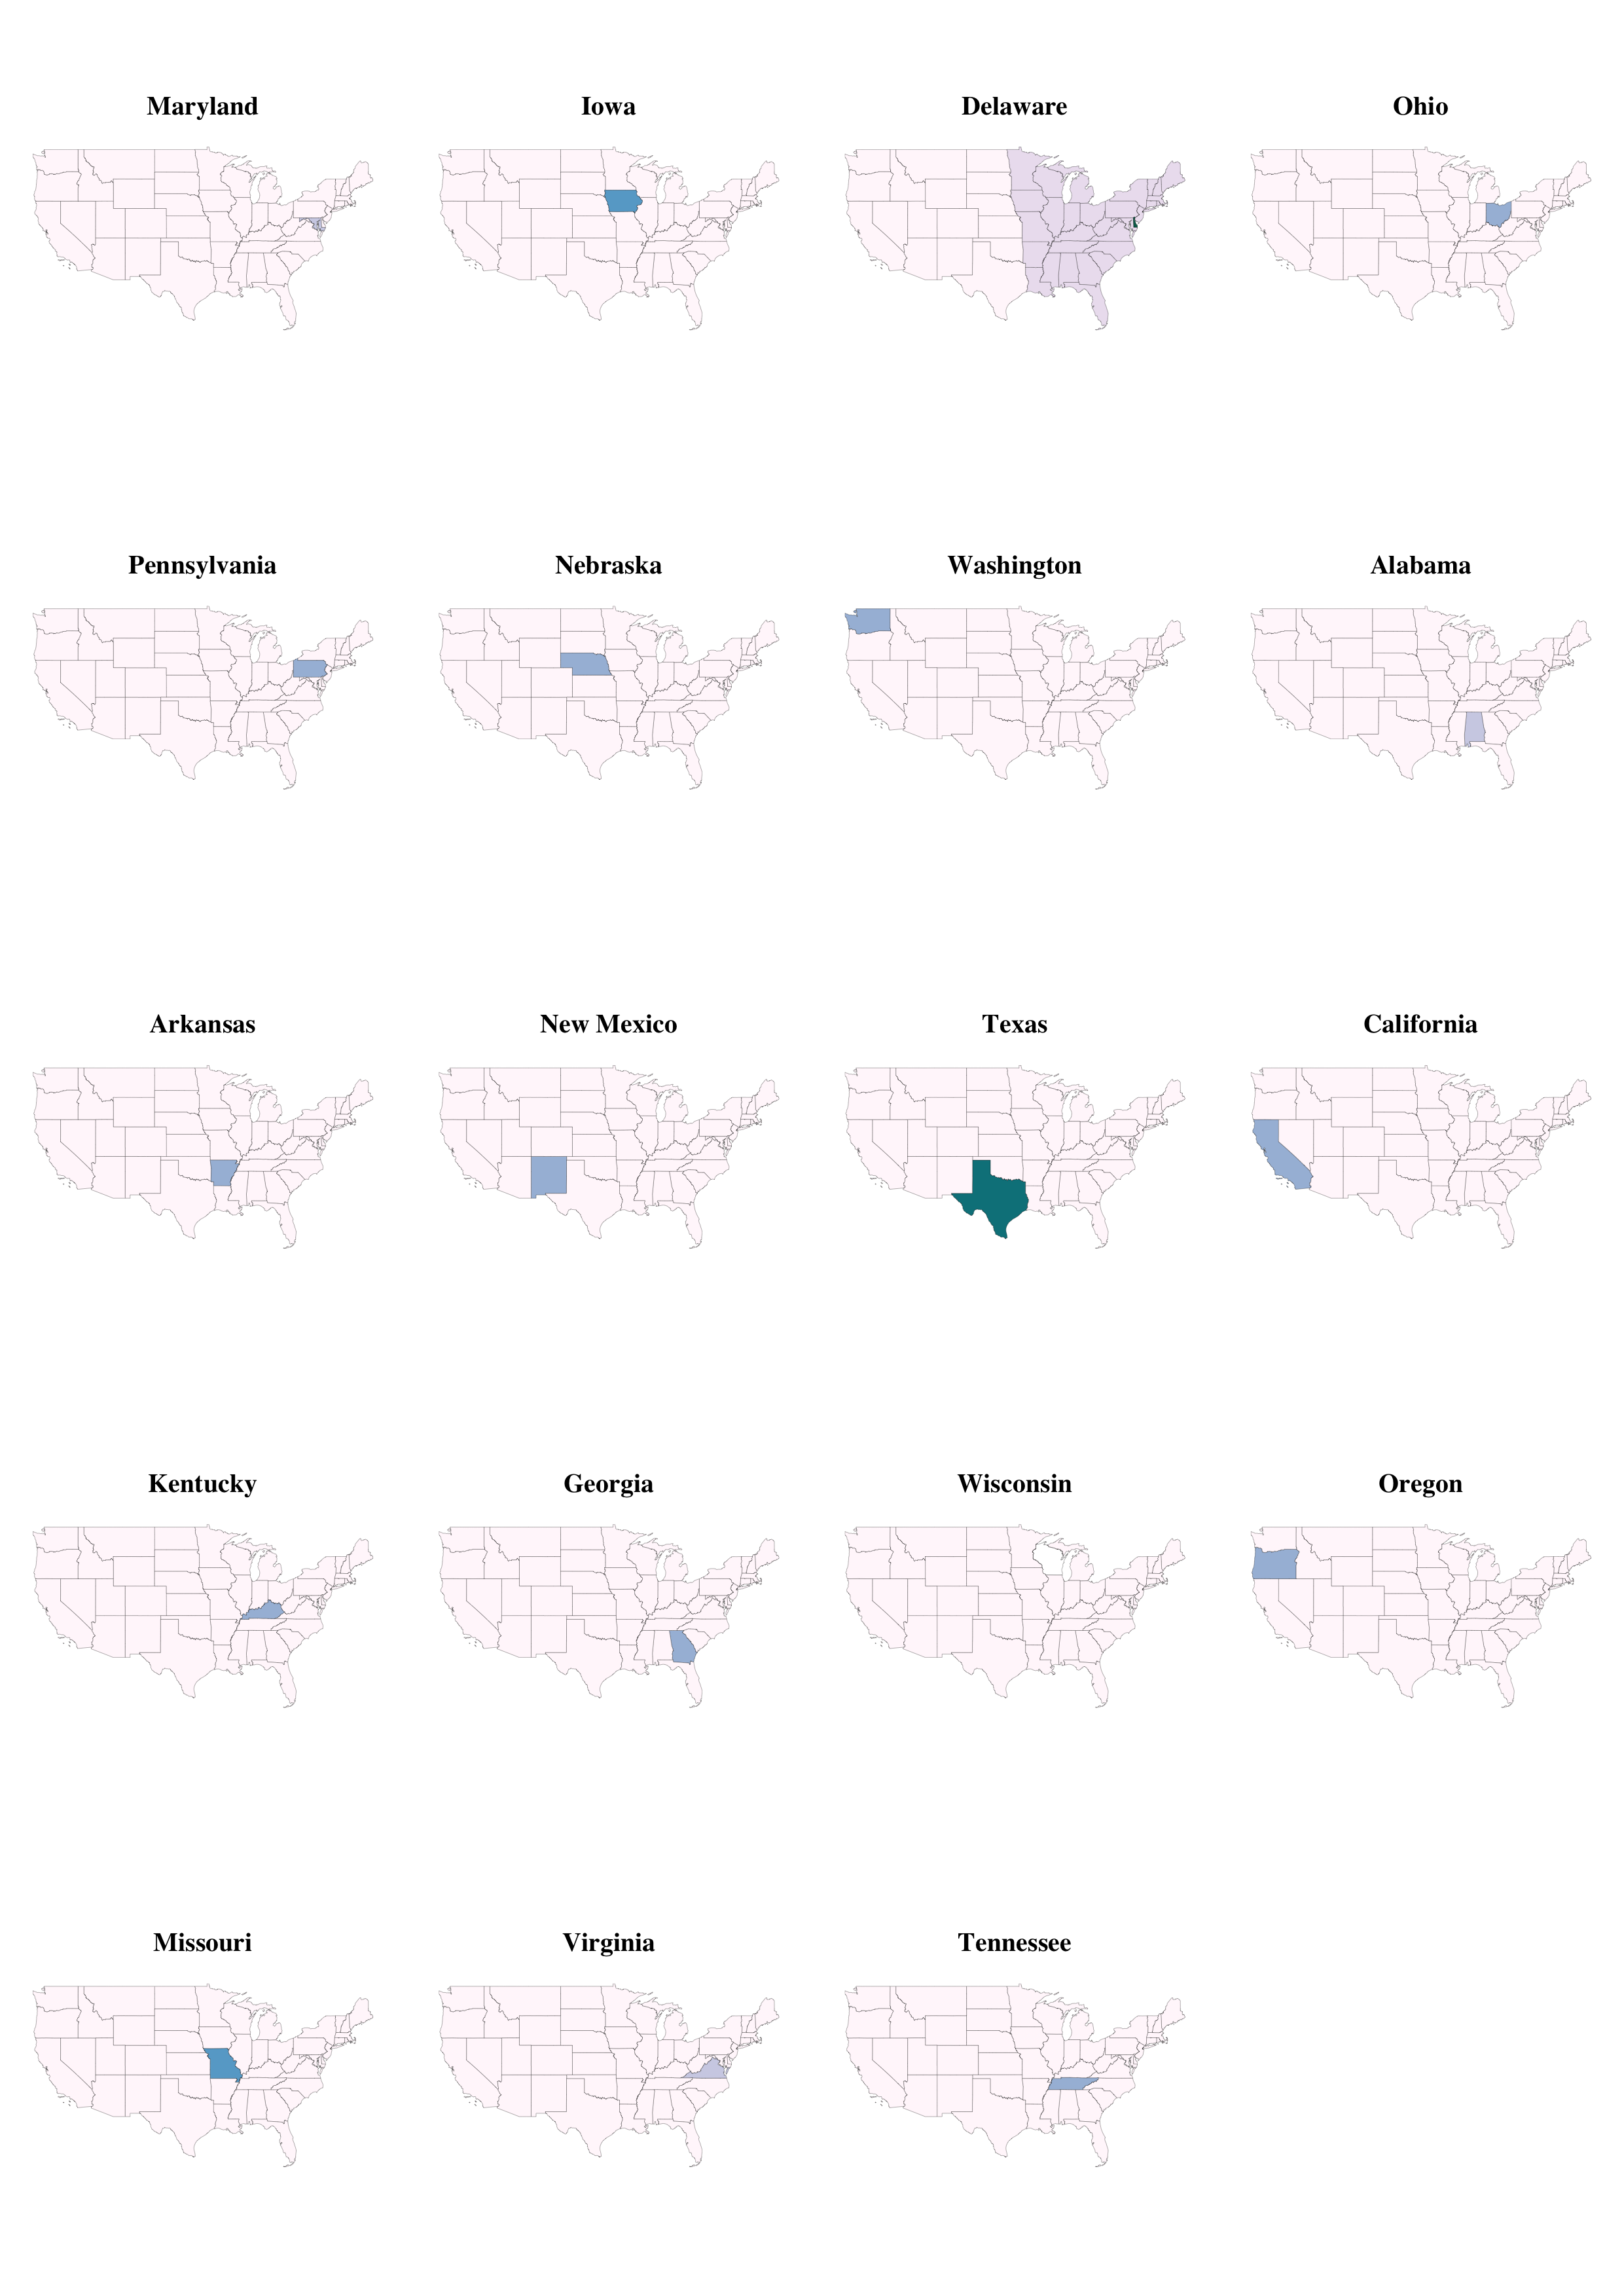 Maryland
Iowa
Delaware
Ohio
Pennsylvania
Nebraska
Washington
Alabama
Arkansas
New Mexico
Texas
California
Kentucky
Georgia
Wisconsin
Oregon
Missouri
Virginia
Tennessee